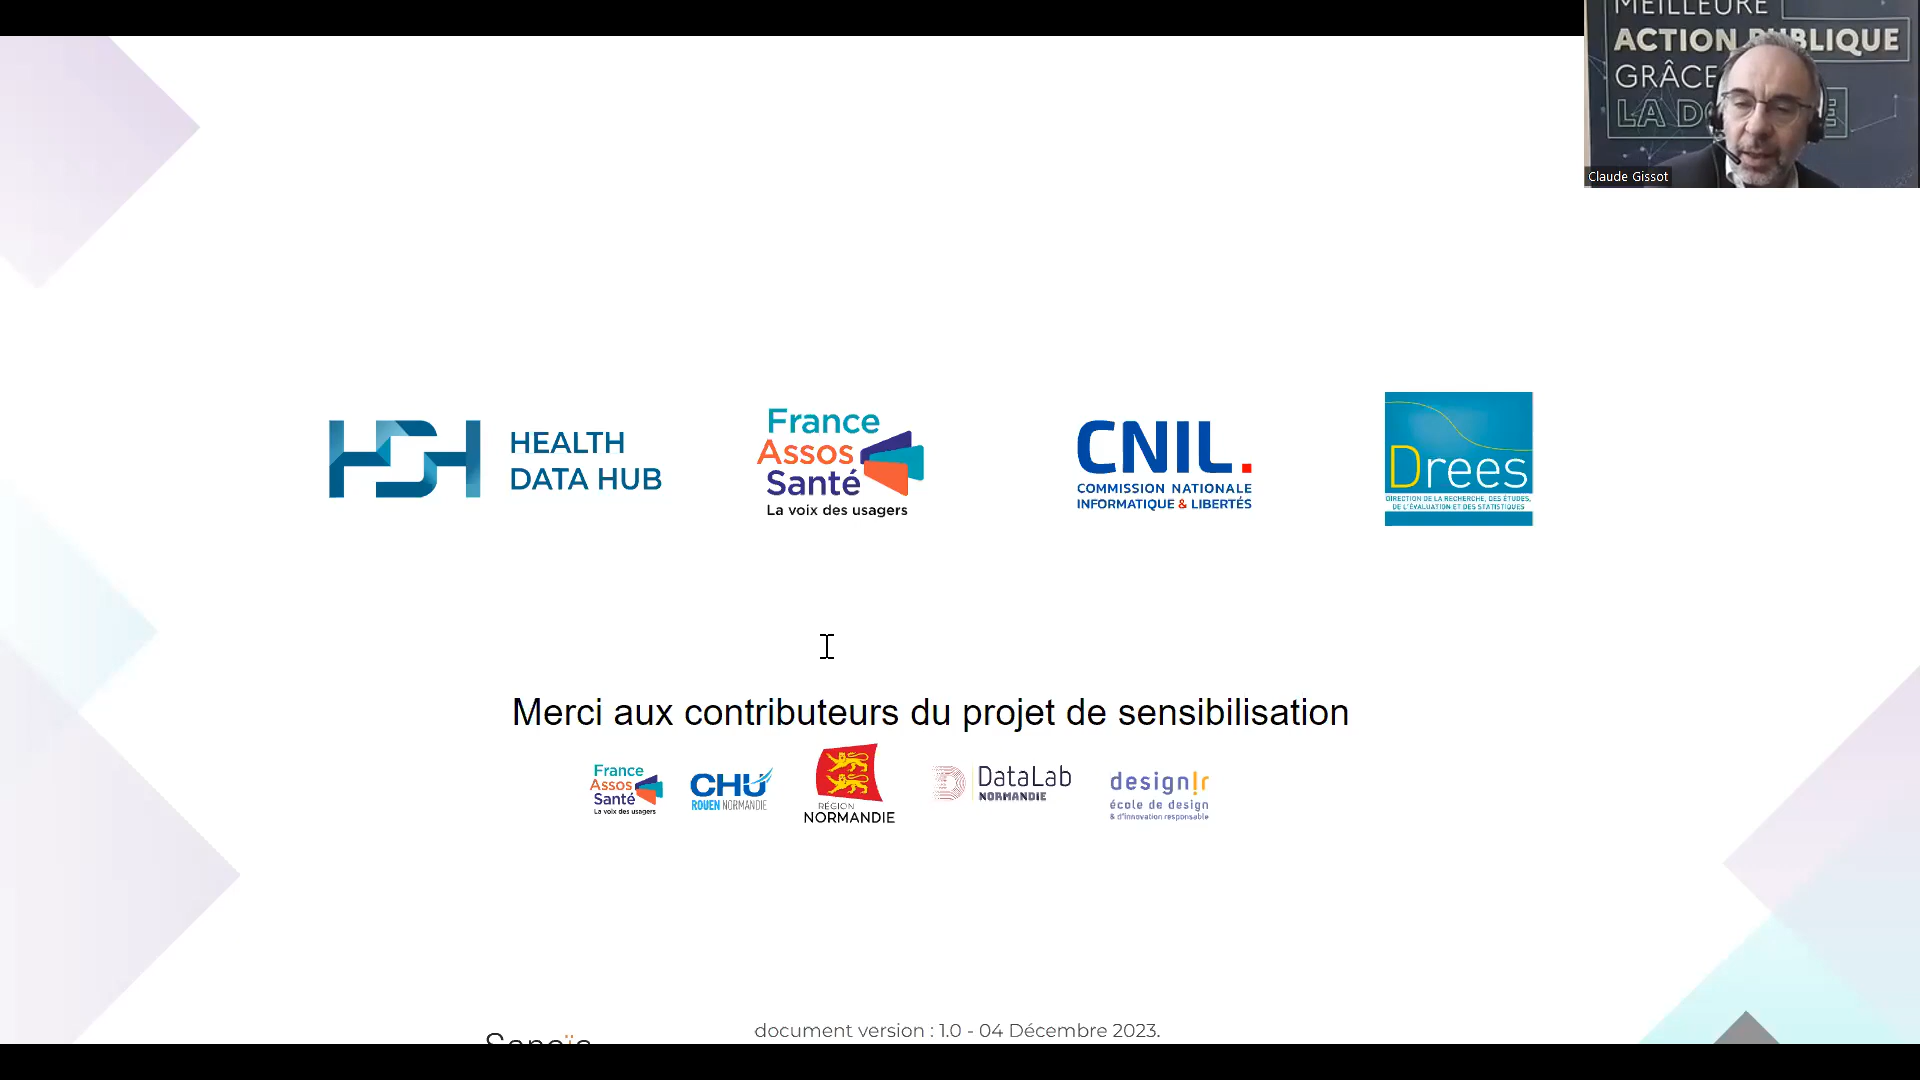 MEILLEURE
ACTION PUBLIQUE
GRÂCE
LA
Claude Gissot
HEALTH
DATA HUB
France
Assos
Santé
La voix des usagers
CNIL.
COMMISSION NATIONALE
INFORMATIQUE & LIBERTÉS
Drees
DIRECTION DE LA RECHERCHE, DES ÉTUDES,
DE L'ÉVALUATION ET DES STATISTIQUES
Merci aux contributeurs du projet de sensibilisation
France
Assos
Santé
La voix des usagers
CHU
ROUEN NORMANDIE
RÉGION
NORMANDIE
DataLab
NORMANDIE
design!r
école de design
& d'innovation responsable
document version : 1.0 - 04 Décembre 2023.